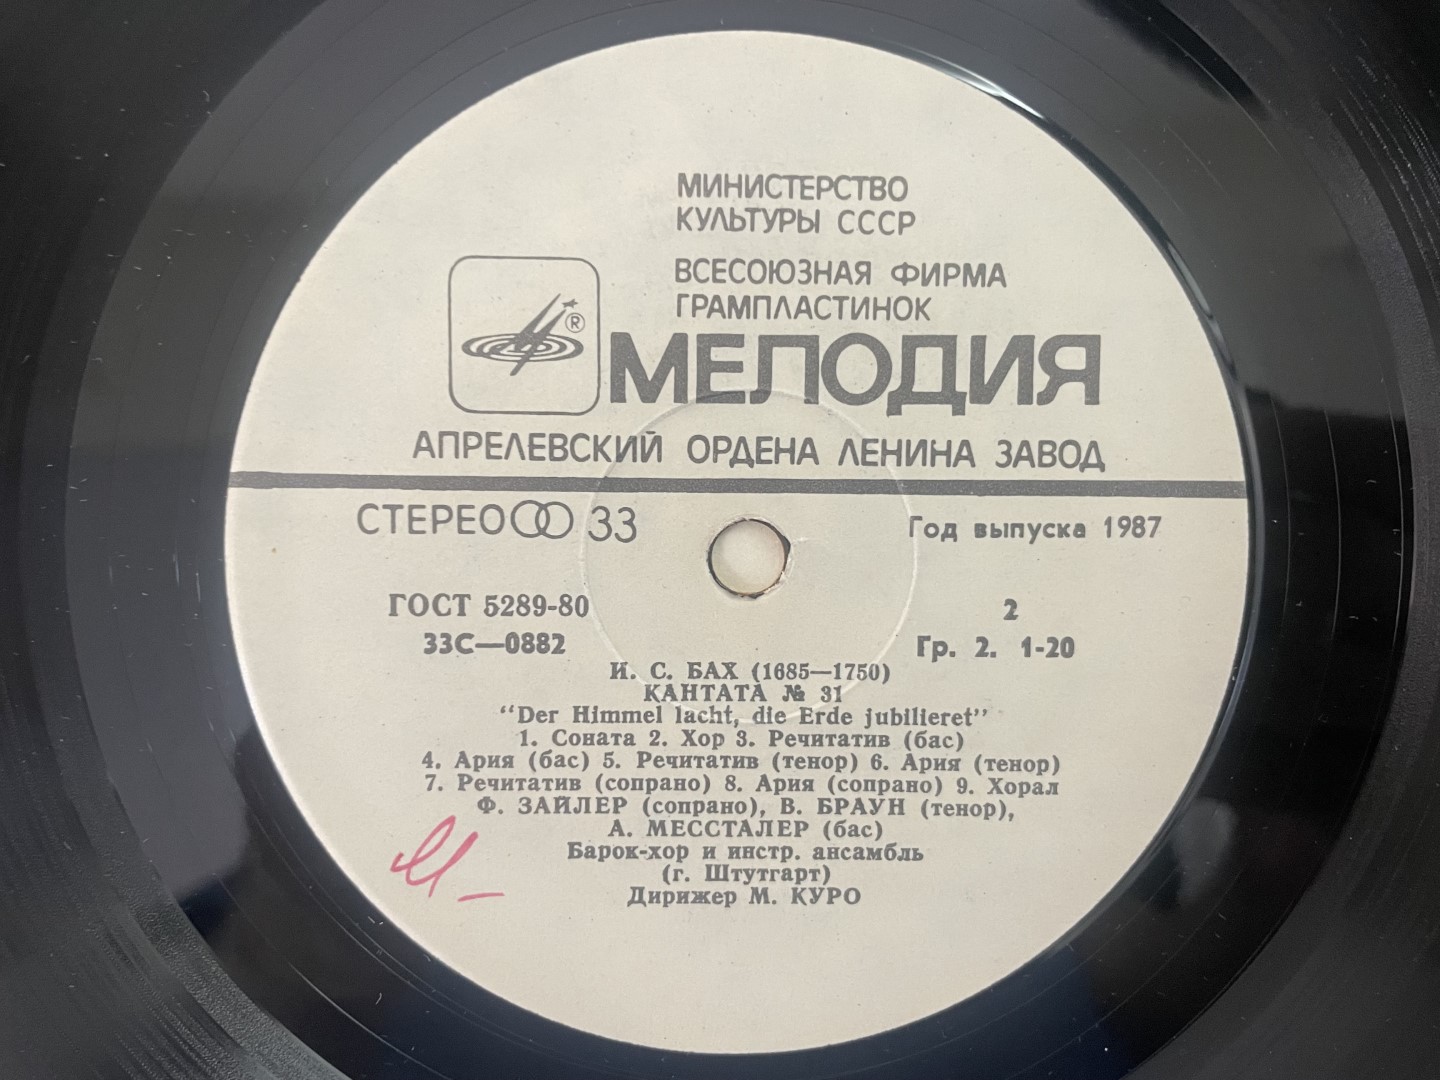 МИНИСТЕРСТВО
КУЛЬТУРЫ СССР
ВСЕСОЮЗНАЯ ФИРМА
ГРАМПЛАСТИНОК
®
МЕЛОДИЯ
АПРЕЛЕВСКИЙ ОРДЕНА ЛЕНИНА ЗАВОД
СТЕРЕО 33
Год выпуска 1987
ГОСТ 5289-80
2
33С—0882
Гр. 2. 1-20
И. С. БАХ (1685—1750)
КАНТАТА № 31
"Der Himmel lacht, die Erde jubilieret"
1. Соната 2. Хор 3. Речитатив (бас)
4. Ария (бас) 5. Речитатив (тенор) 6. Ария (тенор)
7. Речитатив (сопрано) 8. Ария (сопрано) 9. Хорал
Ф. ЗАЙЛЕР (сопрано), В. БРАУН (тенор),
А. МЕССТАЛЕР (бас)
Барок-хор и инстр. ансамбль
(г. Штутгарт)
Дирижер М. КУРО